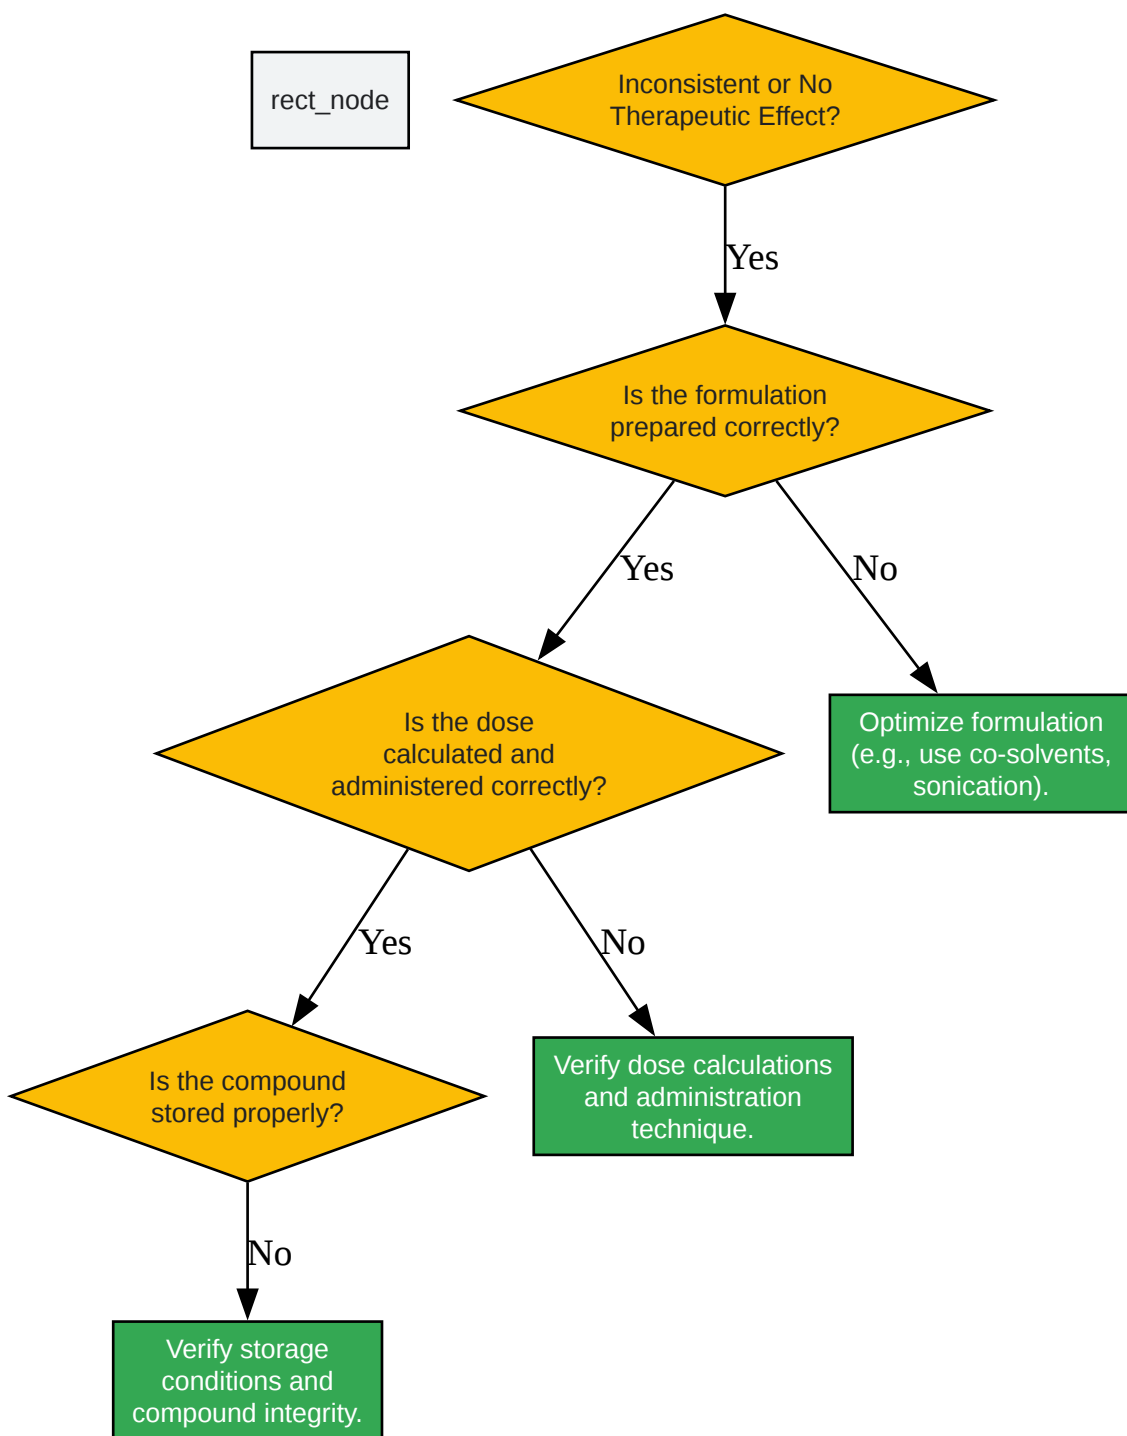 rect_node
Inconsistent or No
Therapeutic Effect?
Yes
Is the formulation
prepared correctly?
Yes
No
Is the dose
calculated and
administered correctly?
Optimize formulation
(e.g., use co-solvents,
sonication).
Yes
No
Is the compound
stored properly?
Verify dose calculations
and administration
technique.
No
Verify storage
conditions and
compound integrity.